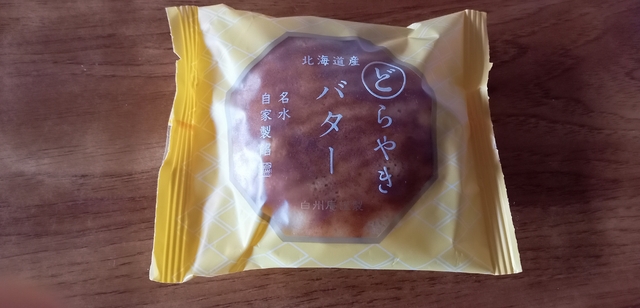 どらやき
北海道産
バター
名水
自家製餡